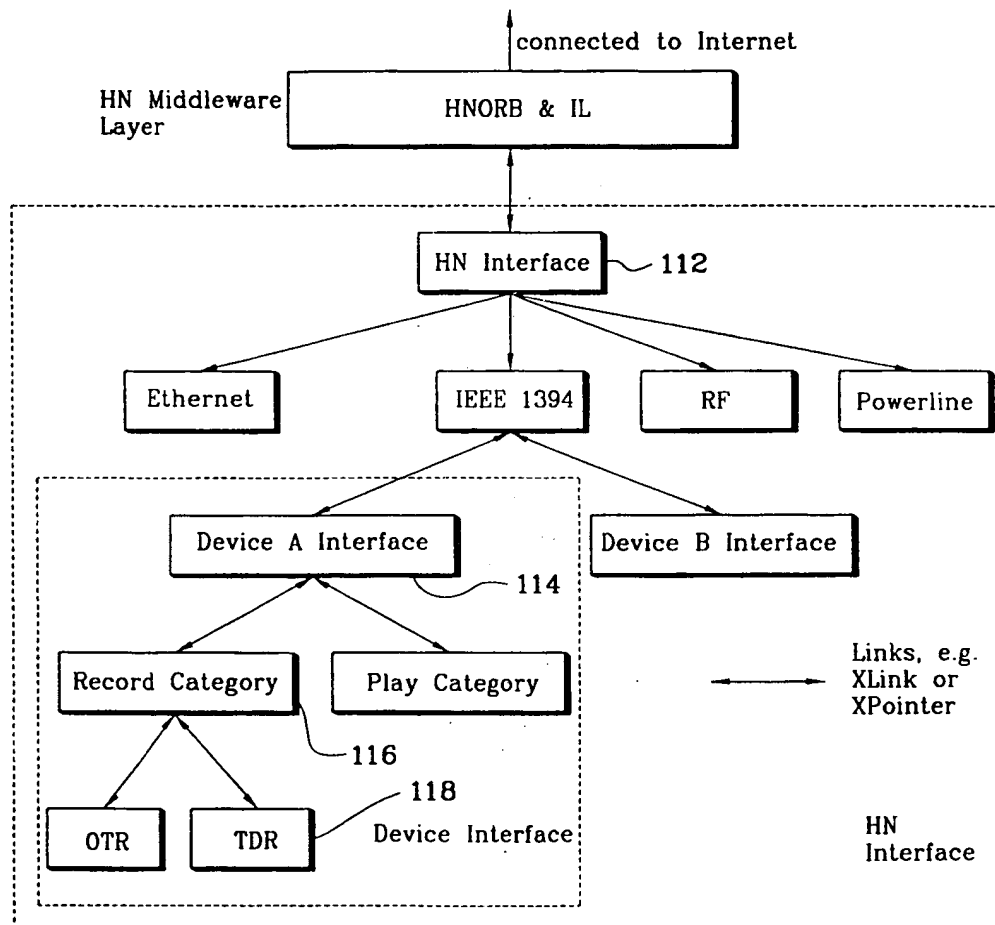 connected to Internet
HN Middleware
Layer
HNORB & IL
HN Interface
112
Ethernet
IEEE 1394
RF
Powerline
Device A Interface
Device B Interface
114
Record Category
Play Category
Links, e.g.
XLink or
XPointer
116
118
OTR
TDR
Device Interface
HN
Interface